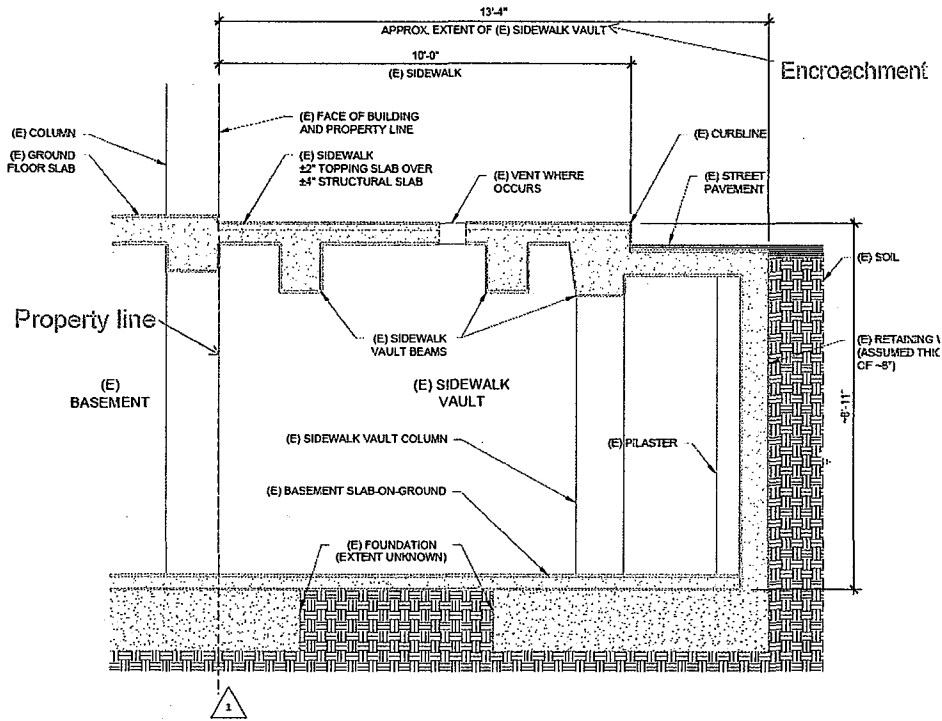 13'-4"
APPROX. EXTENT OF (E) SIDEWALK VAULT
10'-0"
(E) SIDEWALK
Encroachment
(E) COLUMN
(E) GROUND
FLOOR SLAB
(E) FACE OF BUILDING
AND PROPERTY LINE
(E) SIDEWALK
±2" TOPPING SLAB OVER
±4" STRUCTURAL SLAB
(E) VENT WHERE
OCCURS
(E) CURBLINE
(E) STREET
PAVEMENT
(E) SOIL
Property line
(E) SIDEWALK
VAULT BEAMS
(E) RETAINING
(ASSUMED
OF ~8")
(E)
BASEMENT
(E) SIDEWALK
VAULT
(E) SIDEWALK VAULT COLUMN
(E) PILASTER
(E) BASEMENT SLAB-ON-GROUND
(E) FOUNDATION
(EXTENT UNKNOWN)
1